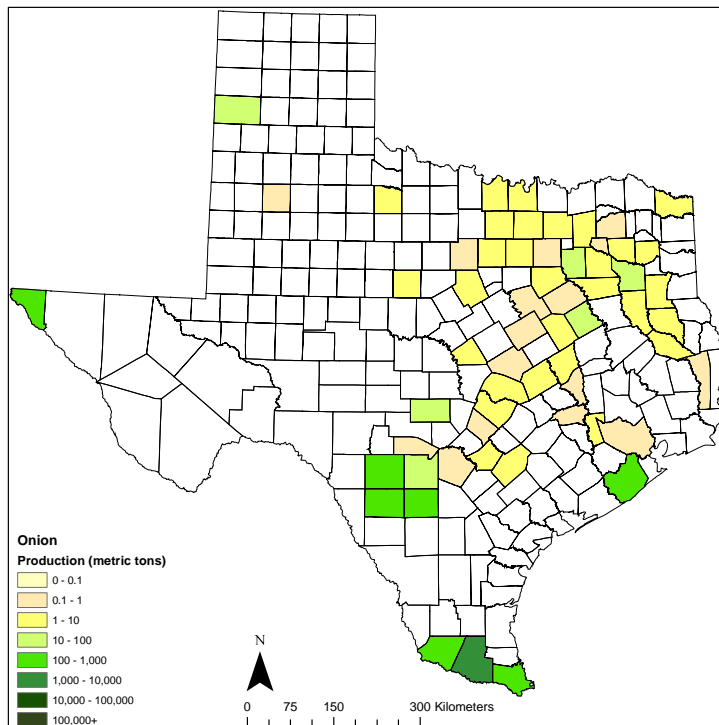 Onion
Production (metric tons)
0 - 0.1
0.1 - 1
1 - 10
10 - 100
100 - 1,000
1,000 - 10,000
10,000 - 100,000
100,000+
N
0 75 150 300 Kilometers